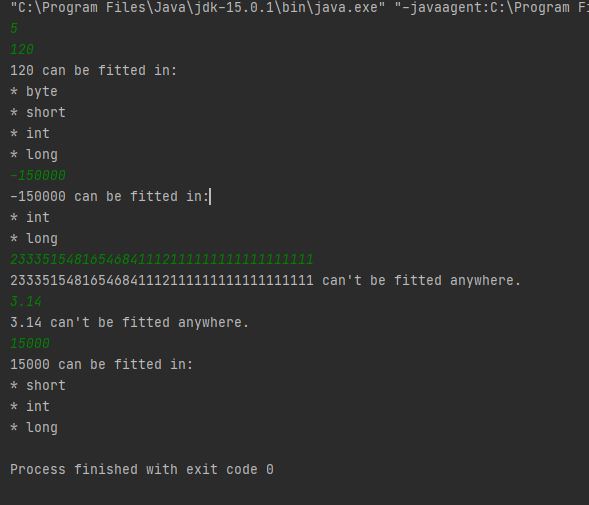 "C:\Program Files\Java\jdk-15.0.1\bin\java.exe" "-javaagent:C:\Program Fi
5
120
120 can be fitted in:
* byte
* short
* int
* long
-150000
-150000 can be fitted in:
* int
* long
23335154816546841112111111111111111111
23335154816546841112111111111111111111 can't be fitted anywhere.
3.14
3.14 can't be fitted anywhere.
15000
15000 can be fitted in:
* short
* int
* long
Process finished with exit code 0